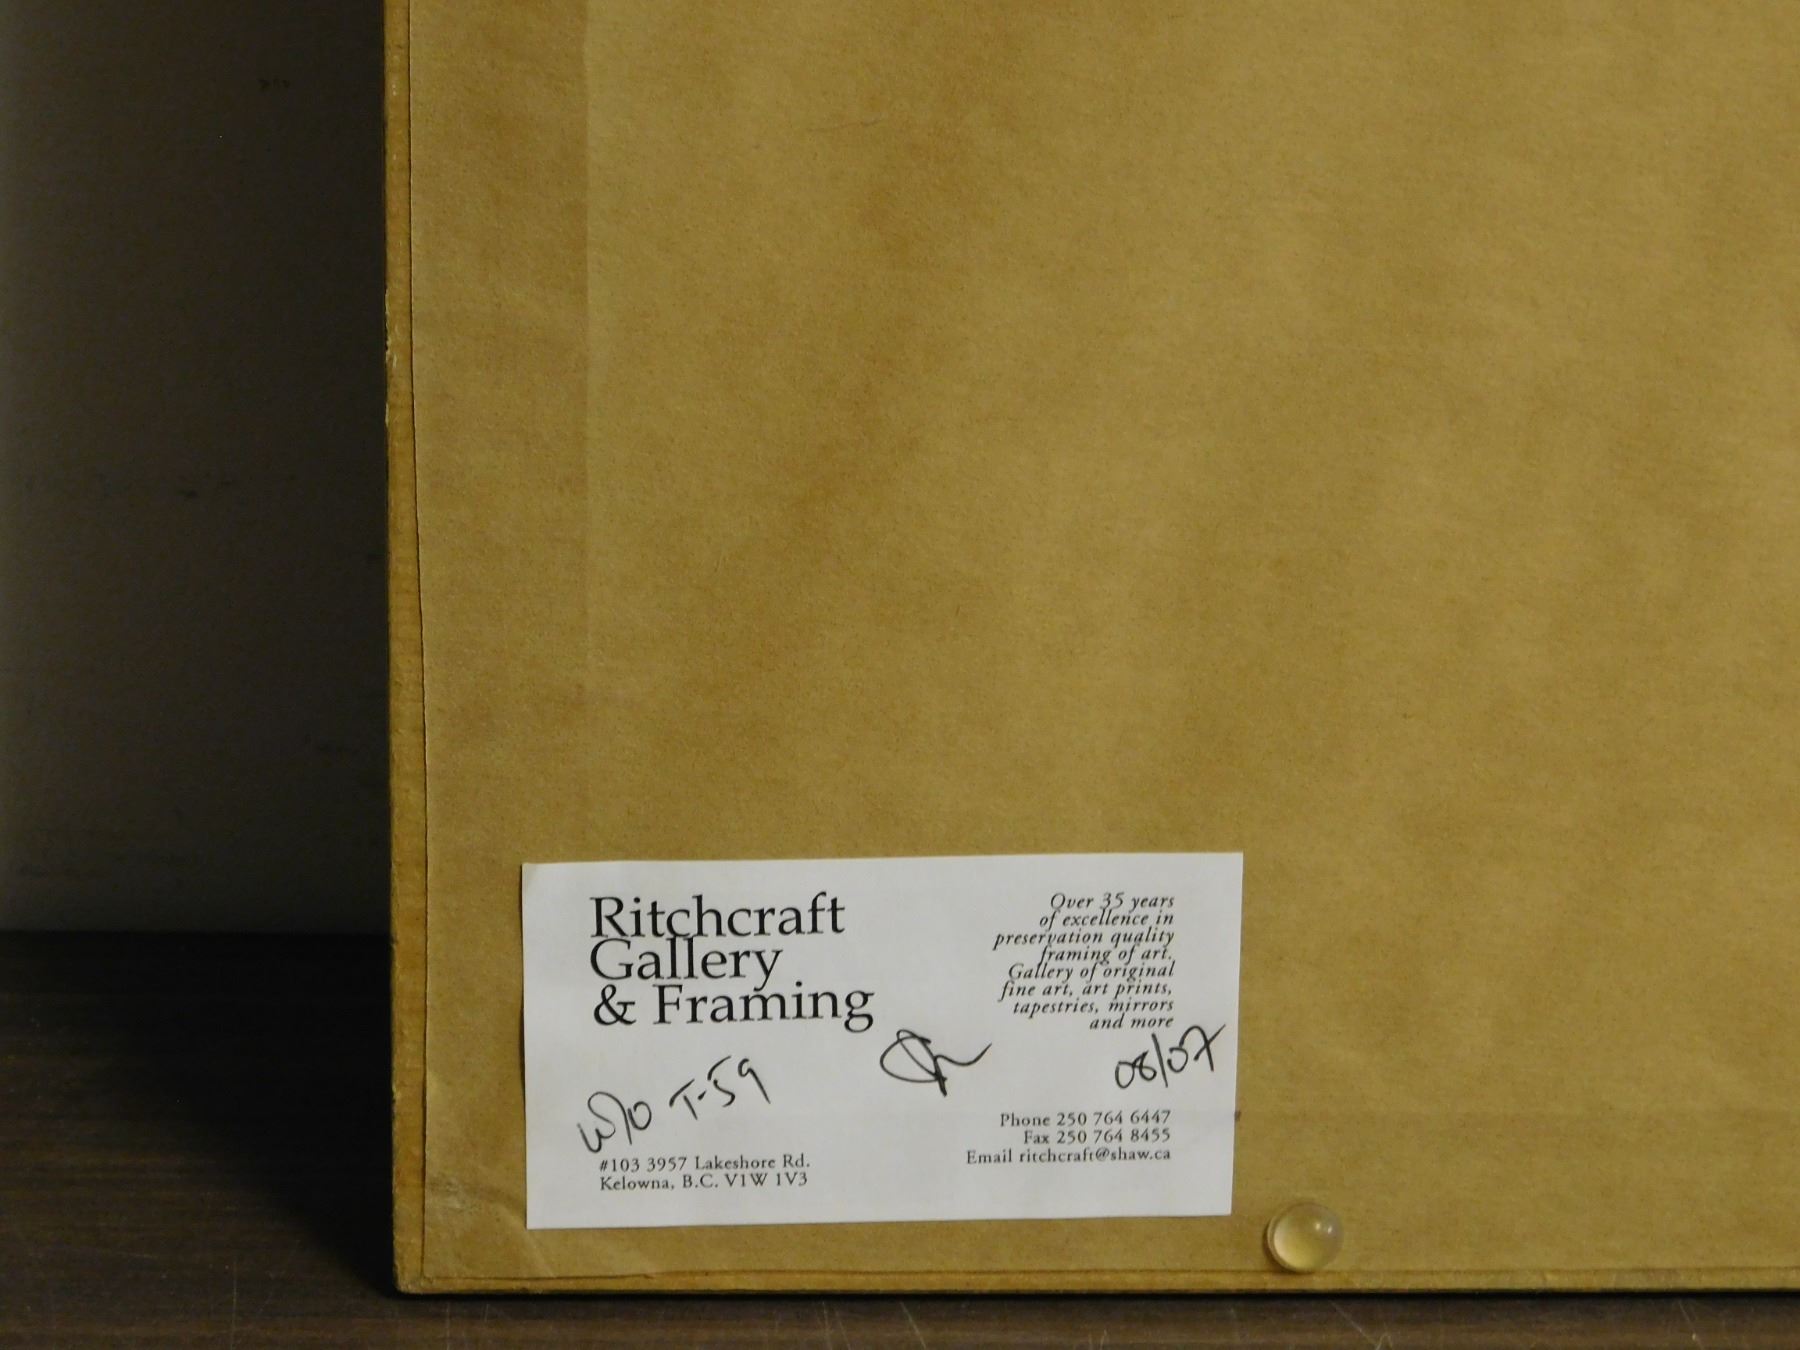 Ritchcraft
Gallery
& Framing
Over 35 years
of excellence in
preservation quality
framing of art.
Gallery of original
fine art, art prints,
tapestries, mirrors
and more
w/o T-59
08/07
Phone 250 764 6447
Fax 250 764 8455
Email ritchcraft@shaw.ca
#103 3957 Lakeshore Rd.
Kelowna, B.C. V1W 1V3